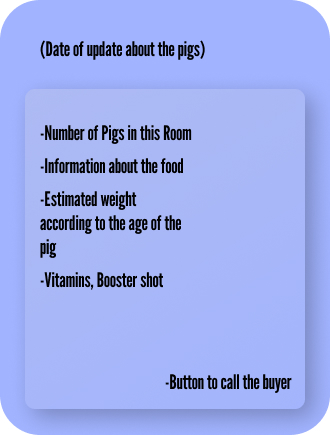 (Date of update about the pigs)
-Number of Pigs in this Room
-Information about the food
-Estimated weight
according to the age of the
pig
-Vitamins, Booster shot
-Button to call the buyer